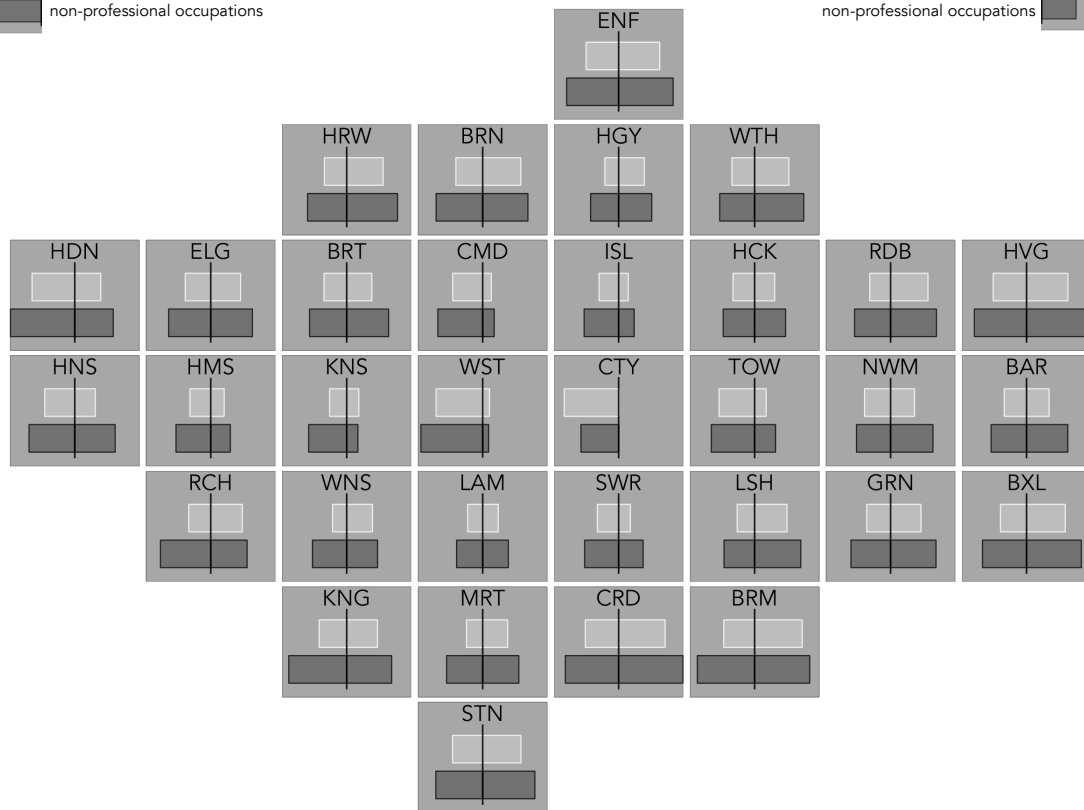 non-professional occupations
non-professional occupations
ENF
HRW BRN HGY WTH
HDN ELG BRT CMD ISL HCK RDB HVG
HNS HMS KNS WST CTY TOW NWM BAR
RCH WNS LAM SWR LSH GRN BXL
KNG MRT CRD BRM
STN